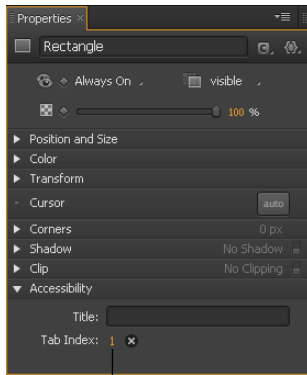 Properties ×
Rectangle
Always On
visible
100 %
Position and Size
Color
Transform
Cursor auto
Corners 0 px
Shadow No Shadow
Clip No Clipping
Accessibility
Title:
Tab Index: 1